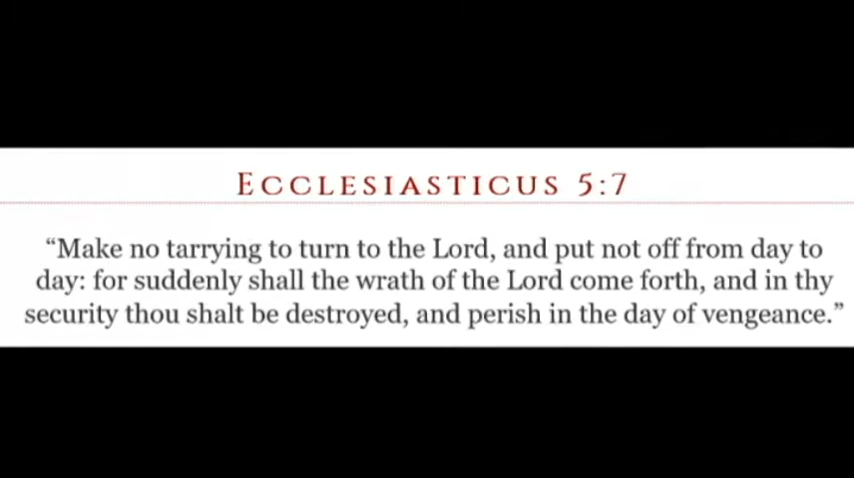 ECCLESIASTICUS 5:7
“Make no tarrying to turn to the Lord, and put not off from day to
day: for suddenly shall the wrath of the Lord come forth, and in thy
security thou shalt be destroyed, and perish in the day of vengeance.”